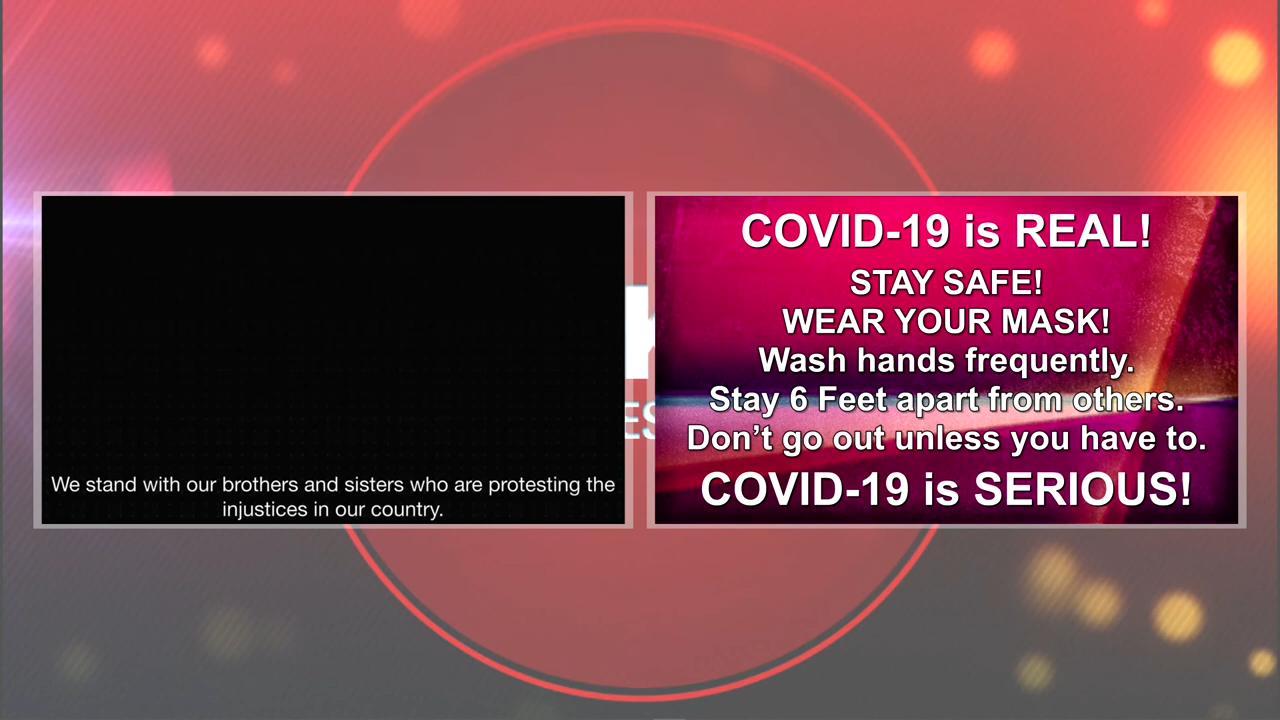 We stand with our brothers and sisters who are protesting the
injustices in our country.
COVID-19 is REAL!
STAY SAFE!
WEAR YOUR MASK!
Wash hands frequently.
Stay 6 Feet apart from others.
Don’t go out unless you have to.
COVID-19 is SERIOUS!